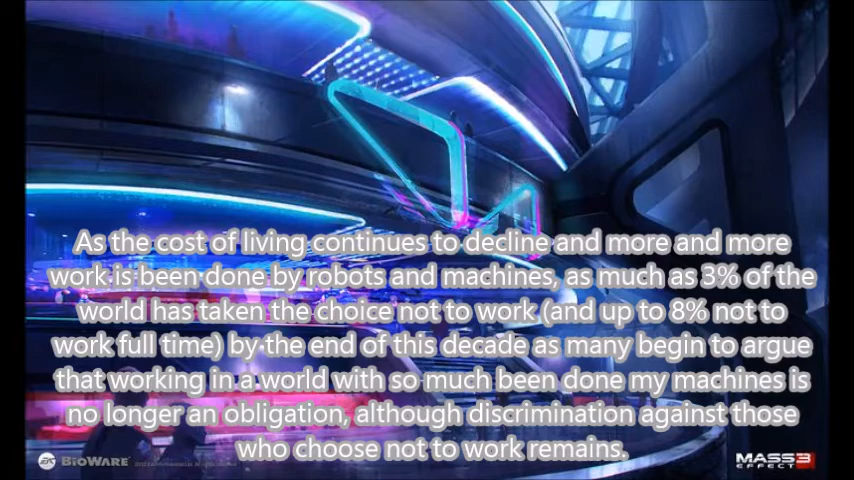 As the cost of living continues to decline and more and more
work is been done by robots and machines, as much as 3% of the
world has taken the choice not to work (and up to 8% not to
work full time) by the end of this decade as many begin to argue
that working in a world with so much been done my machines is
no longer an obligation, although discrimination against those
who choose not to work remains.
EA BIOWARE
MASS 3
EFFECT